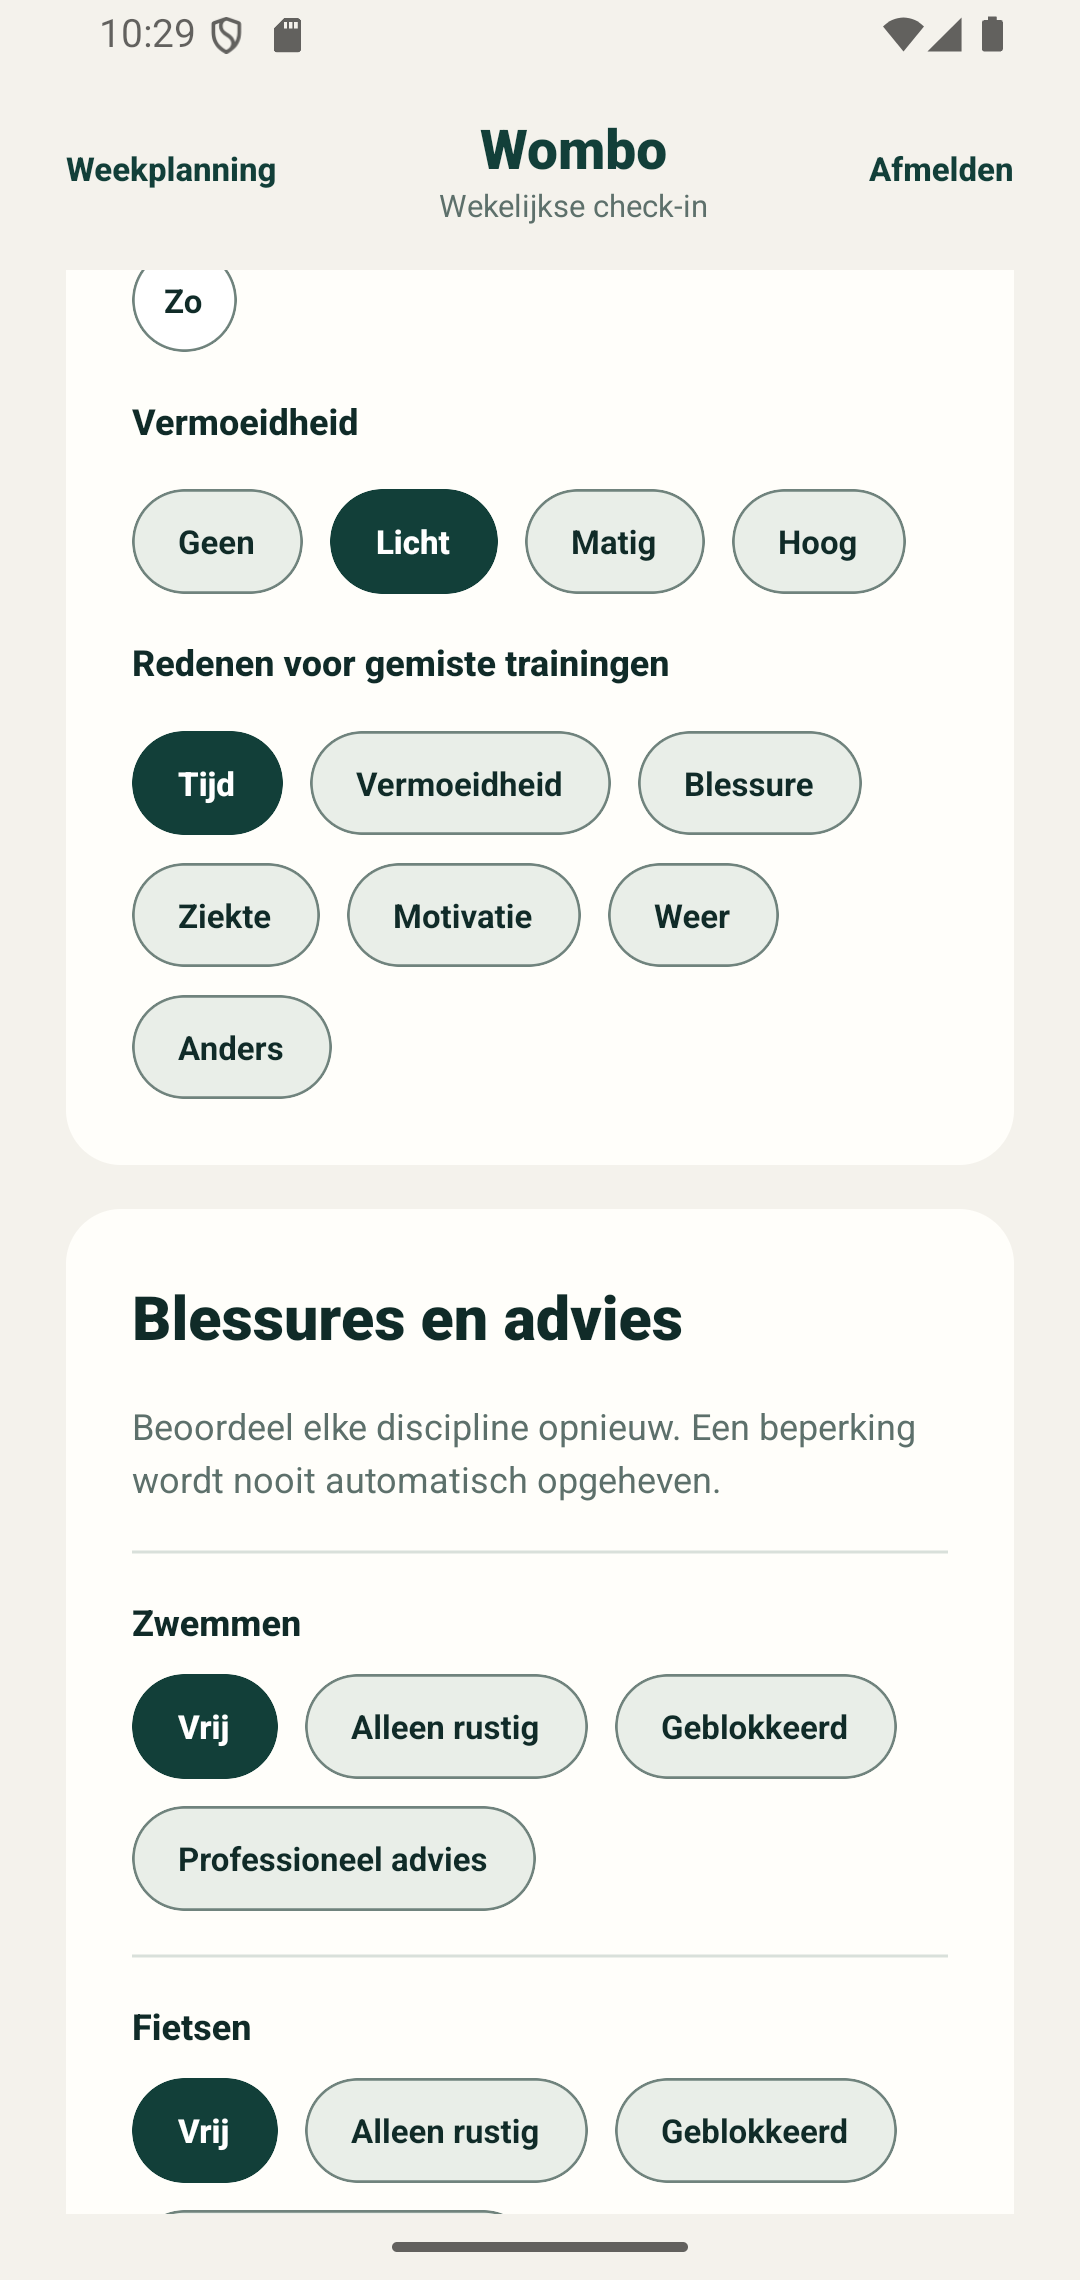 10:29
Weekplanning
Wombo
Wekelijkse check-in
Afmelden
Zo
Vermoeidheid
Geen
Licht
Matig
Hoog
Redenen voor gemiste trainingen
Tijd
Vermoeidheid
Blessure
Ziekte
Motivatie
Weer
Anders
Blessures en advies
Beoordeel elke discipline opnieuw. Een beperking
wordt nooit automatisch opgeheven.
Zwemmen
Vrij
Alleen rustig
Geblokkeerd
Professioneel advies
Fietsen
Vrij
Alleen rustig
Geblokkeerd